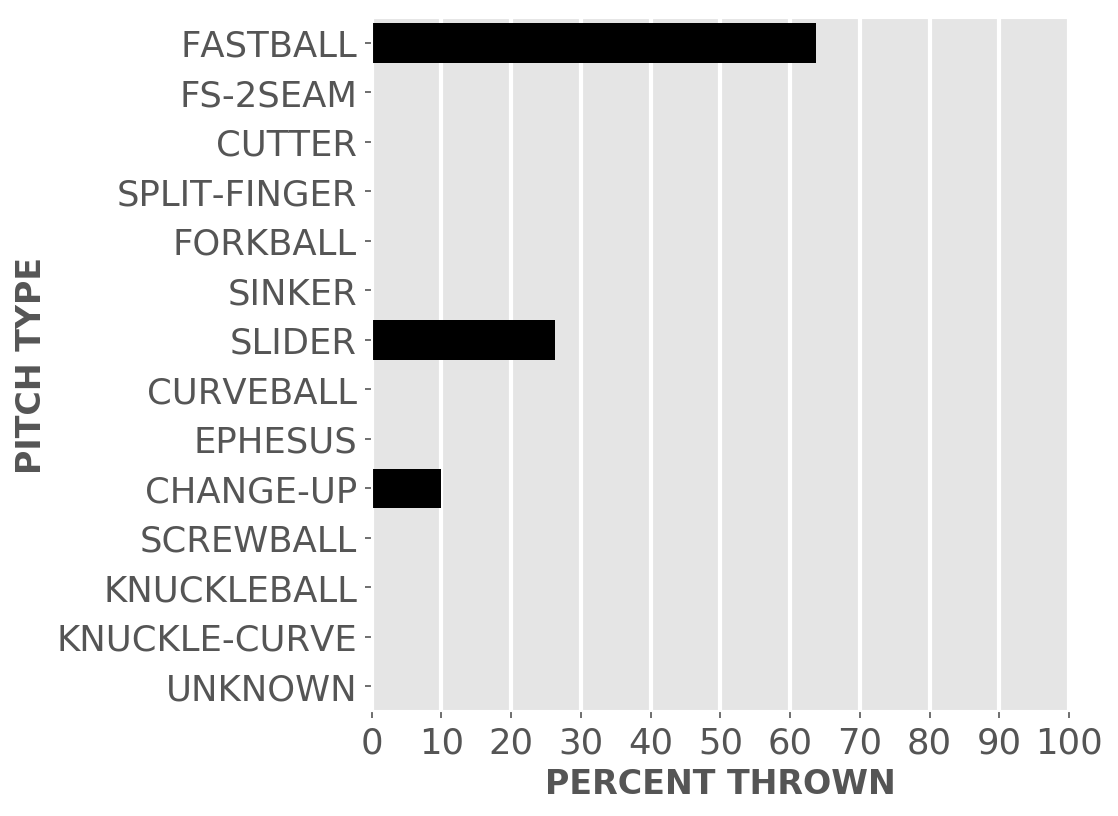 FASTBALL
FS-2SEAM
CUTTER
SPLIT-FINGER
FORKBALL
SINKER
SLIDER
CURVEBALL
EPHESUS
CHANGE-UP
SCREWBALL
KNUCKLEBALL
KNUCKLE-CURVE
UNKNOWN
PITCH TYPE
0 10 20 30 40 50 60 70 80 90 100
PERCENT THROWN